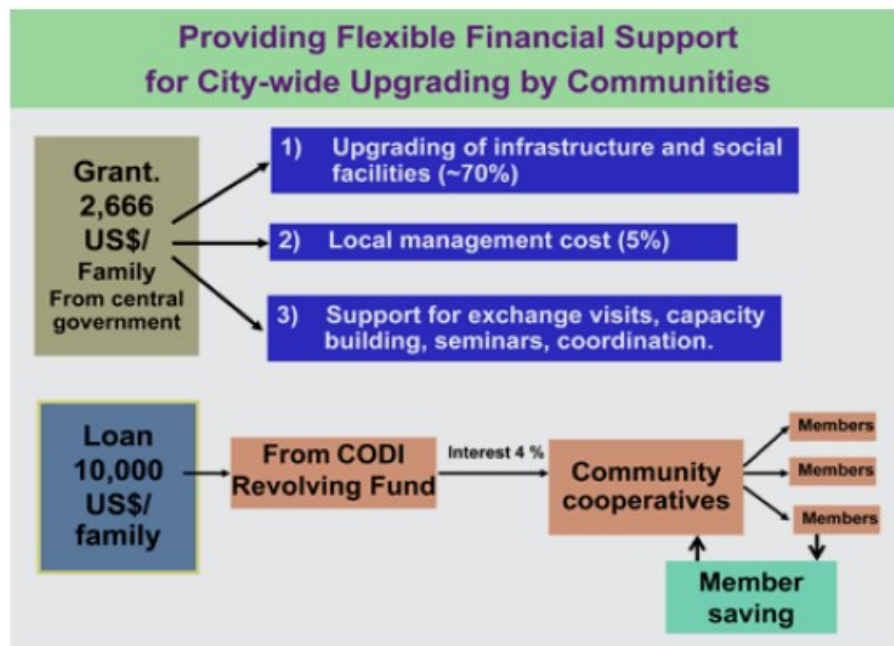 Providing Flexible Financial Support
for City-wide Upgrading by Communities
Grant.
2,666
US$/
Family
From central
government
1) Upgrading of infrastructure and social
facilities (~70%)
2) Local management cost (5%)
3) Support for exchange visits, capacity
building, seminars, coordination.
Loan
10,000
US$/
family
From CODI
Revolving Fund
Interest 4 %
Community
cooperatives
Members
Members
Members
Member
saving